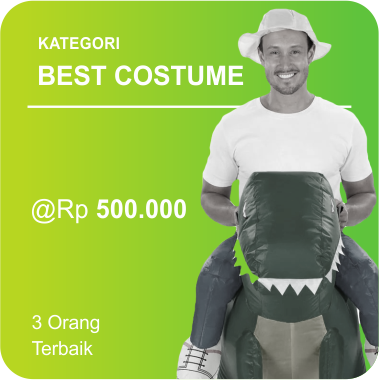 KATEGORI
BEST COSTUME
@Rp 500.000
3 Orang
Terbaik